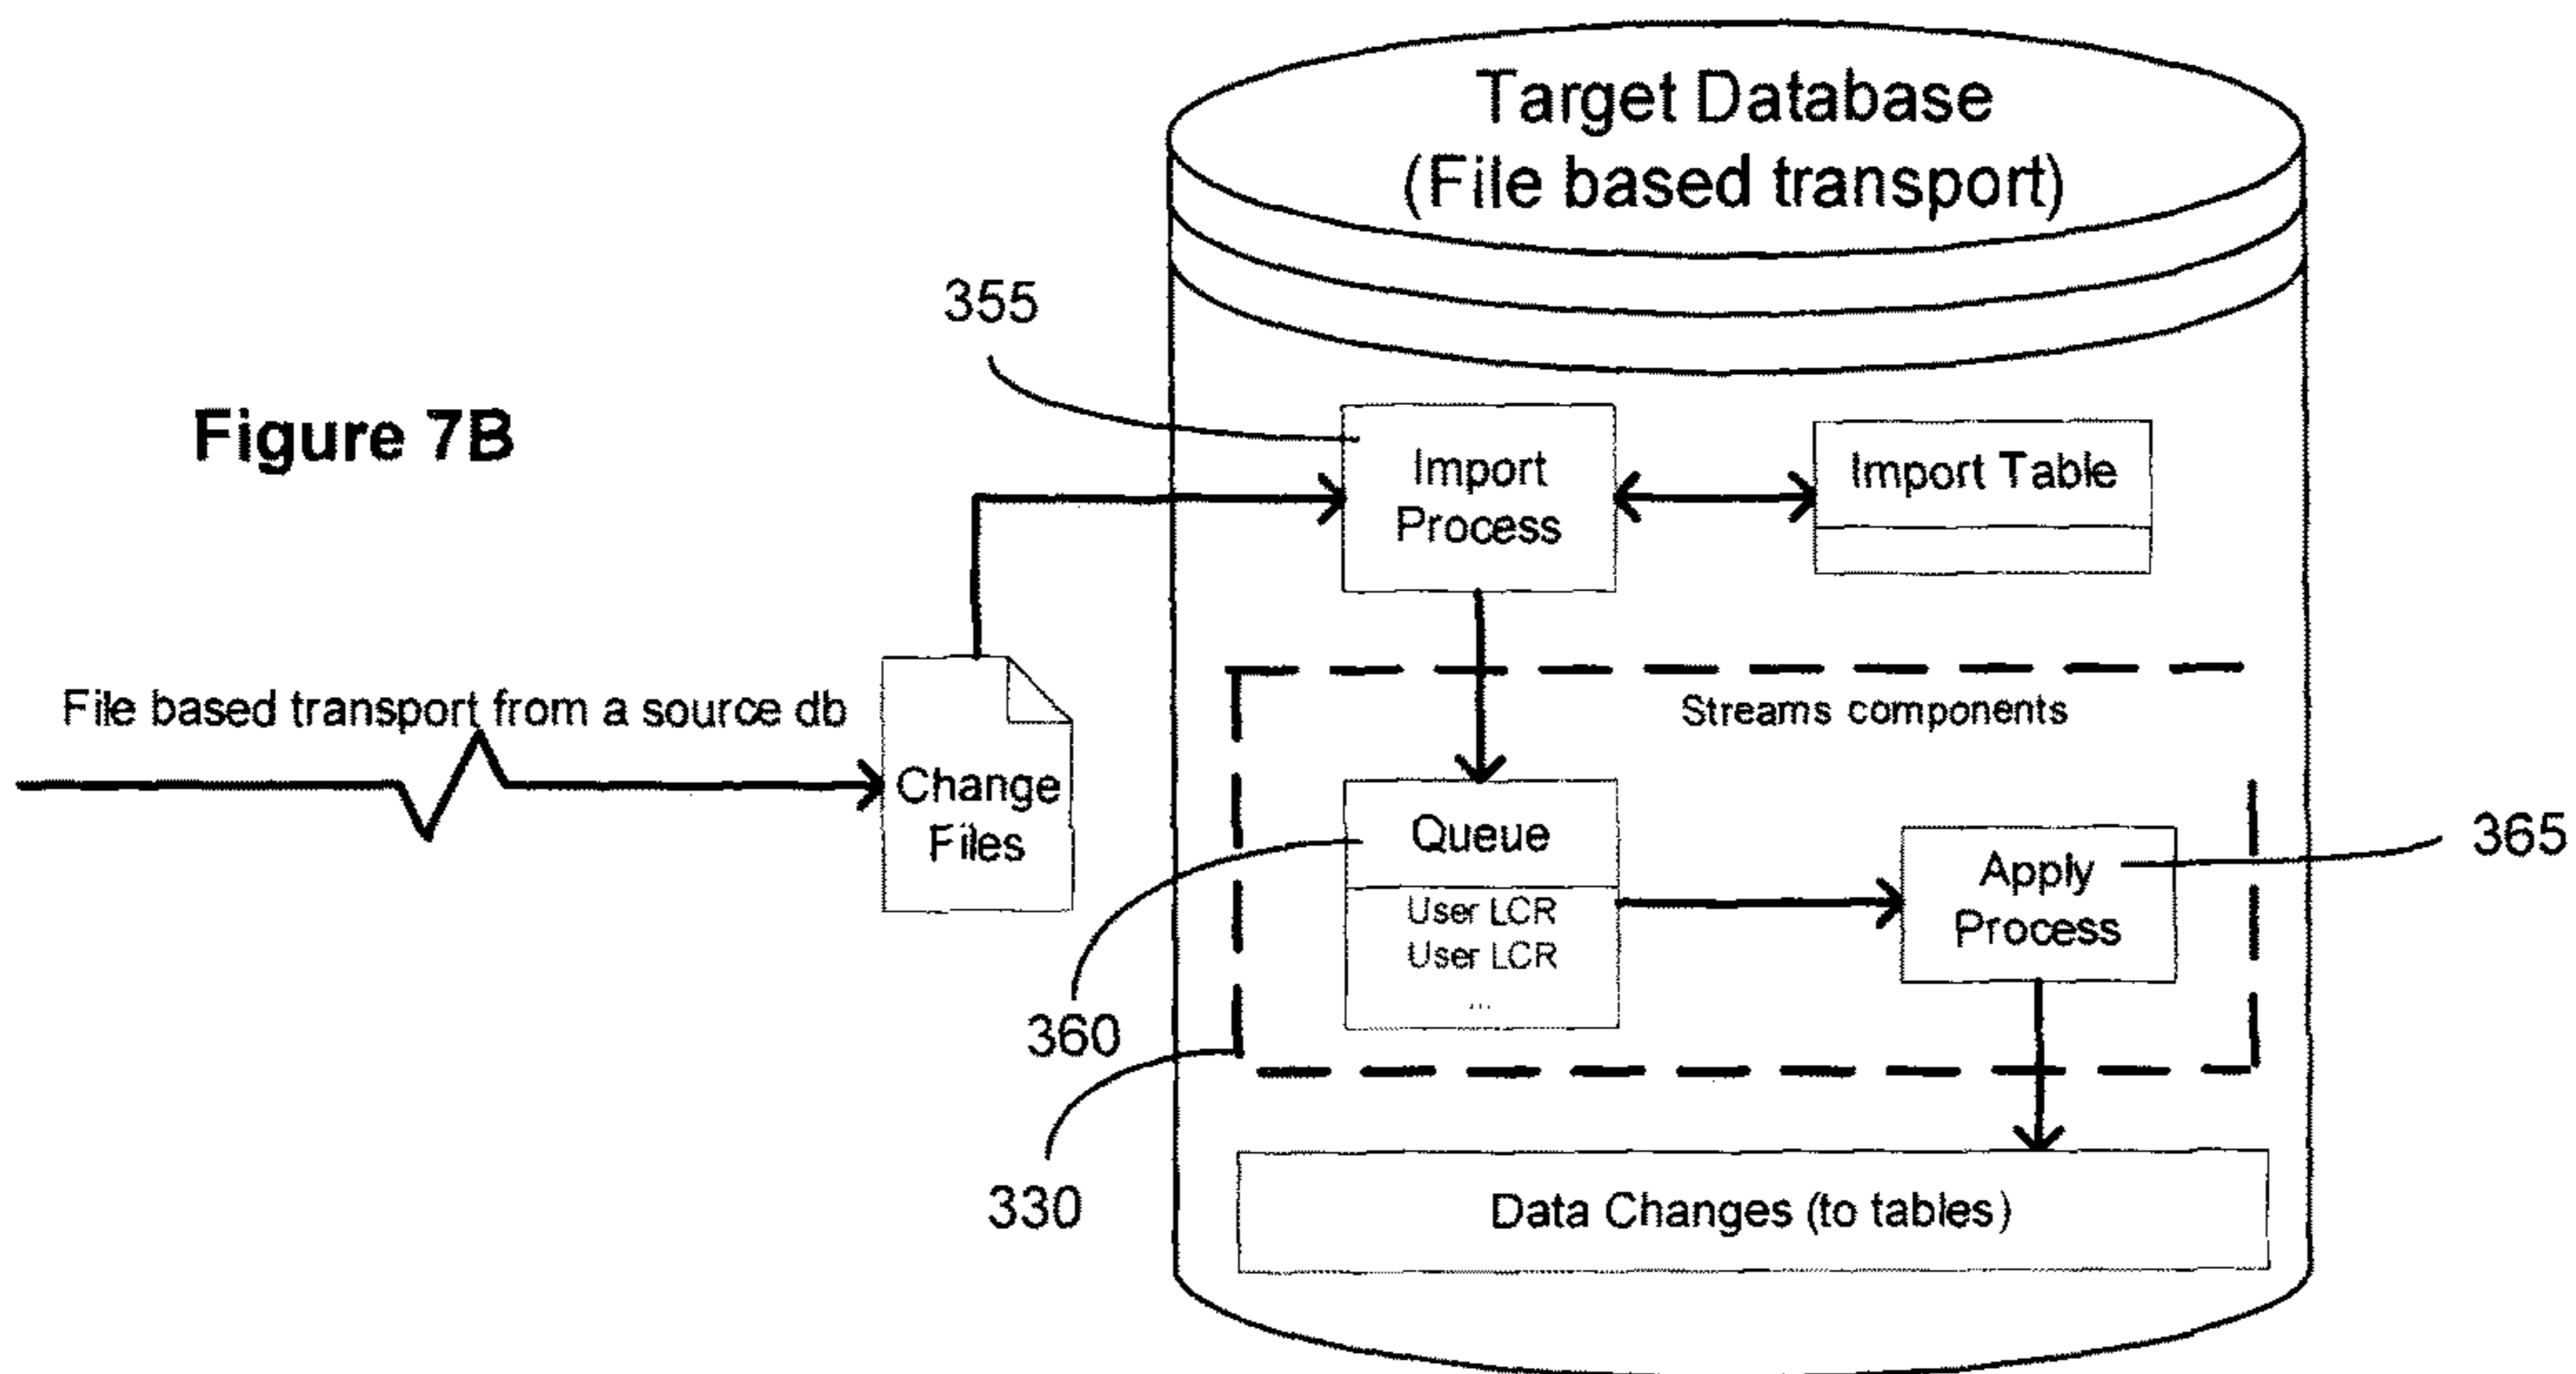 Target Database
(File based transport)
355
Figure 7B
Import
Process
Import Table
File based transport from a source db
Change
Files
Streams components
Queue
User LCR
User LCR
...
Apply
Process
365
360
330
Data Changes (to tables)